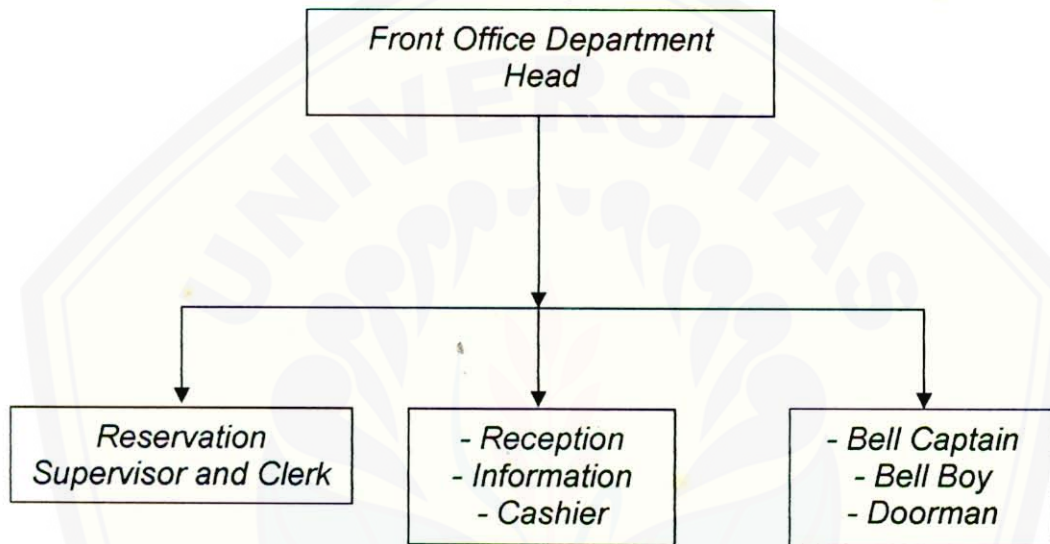 Front Office Department
Head
UNIVERSITAS
Reservation
Supervisor and Clerk
- Reception
- Information
- Cashier
- Bell Captain
- Bell Boy
- Doorman